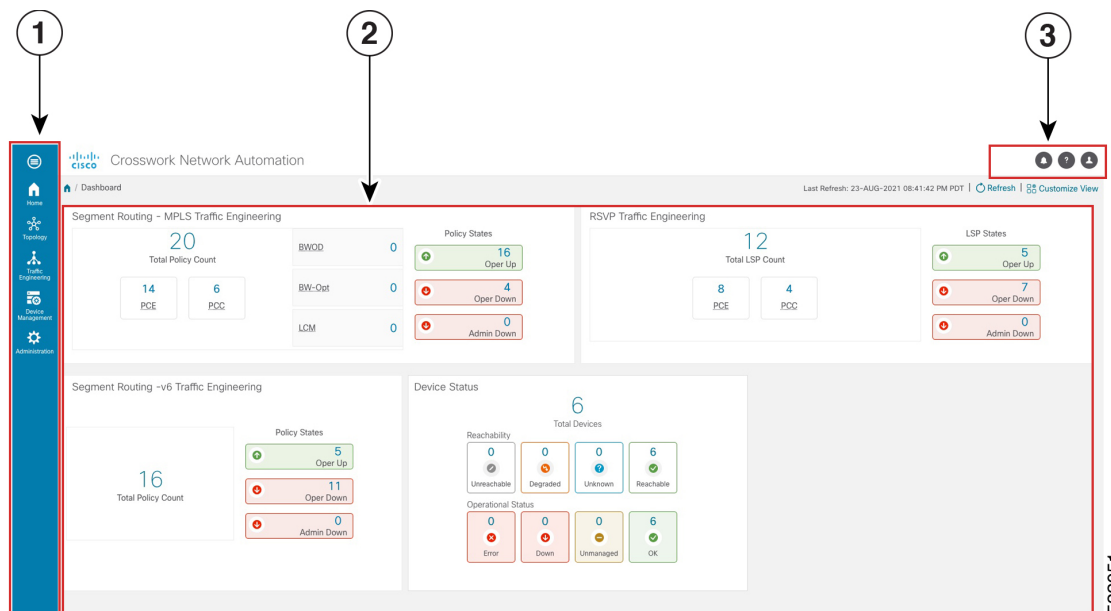 1
2
3
CISCO
Crosswork Network Automation
Home
Topology
Traffic
Engineering
Device
Management
Administration
/ Dashboard
Last Refresh: 23-AUG-2021 08:41:42 PM PDT | Refresh | Customize View
Segment Routing - MPLS Traffic Engineering
20
Total Policy Count
14
PCE
6
PCC
BWOD 0
BW-Opt 0
LCM 0
Policy States
16
Oper Up
4
Oper Down
0
Admin Down
RSVP Traffic Engineering
12
Total LSP Count
8
PCE
4
PCC
LSP States
5
Oper Up
7
Oper Down
0
Admin Down
Segment Routing -v6 Traffic Engineering
16
Total Policy Count
Policy States
5
Oper Up
11
Oper Down
0
Admin Down
Device Status
6
Total Devices
Reachability
0
Unreachable
0
Degraded
0
?
Unknown
6
Reachable
Operational Status
0
Error
0
Down
0
Unmanaged
6
OK